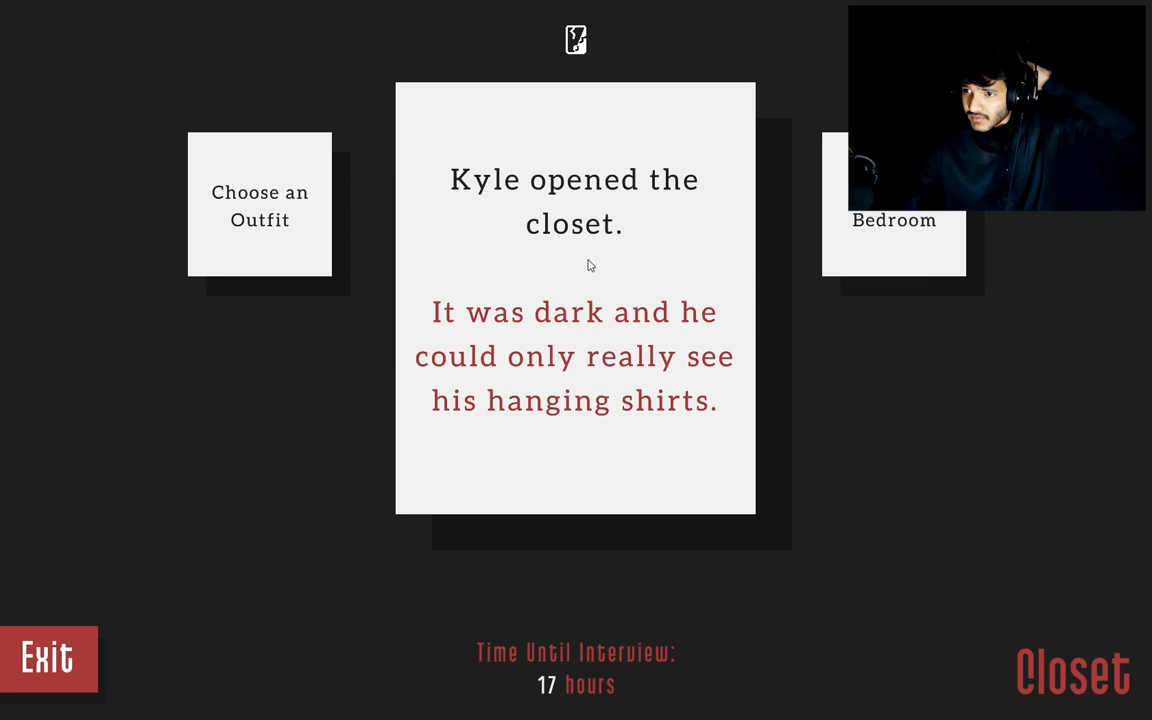 Kyle opened the
closet.
It was dark and he
could only really see
his hanging shirts.
Choose an
Outfit
Bedroom
Exit
Time Until Interview:
17 hours
Closet